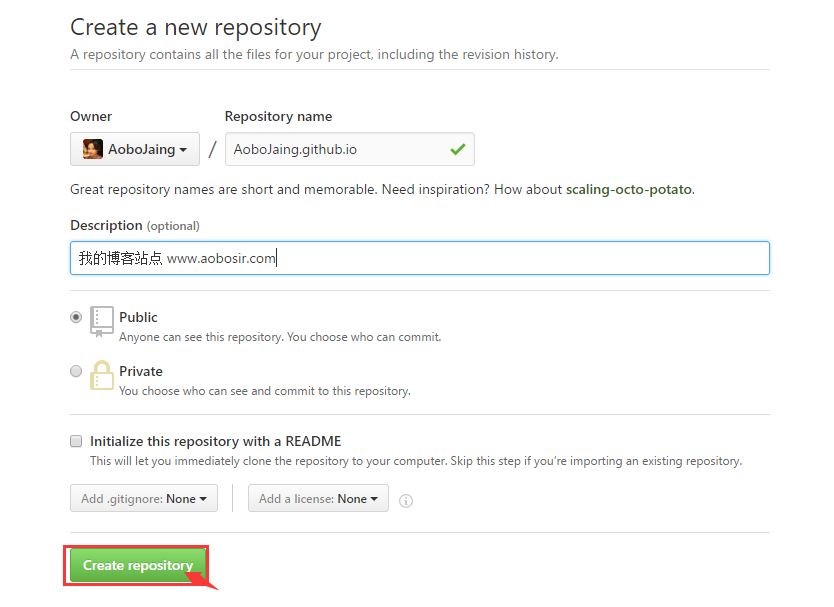 Create a new repository
A repository contains all the files for your project, including the revision history.
Owner
Repository name
AoboJaing
/
AoboJaing.github.io
Great repository names are short and memorable. Need inspiration? How about scaling-octo-potato.
Description (optional)
我的博客站点 www.aobosir.com
Public
Anyone can see this repository. You choose who can commit.
Private
You choose who can see and commit to this repository.
Initialize this repository with a README
This will let you immediately clone the repository to your computer. Skip this step if you’re importing an existing repository.
Add .gitignore: None
Add a license: None
Create repository